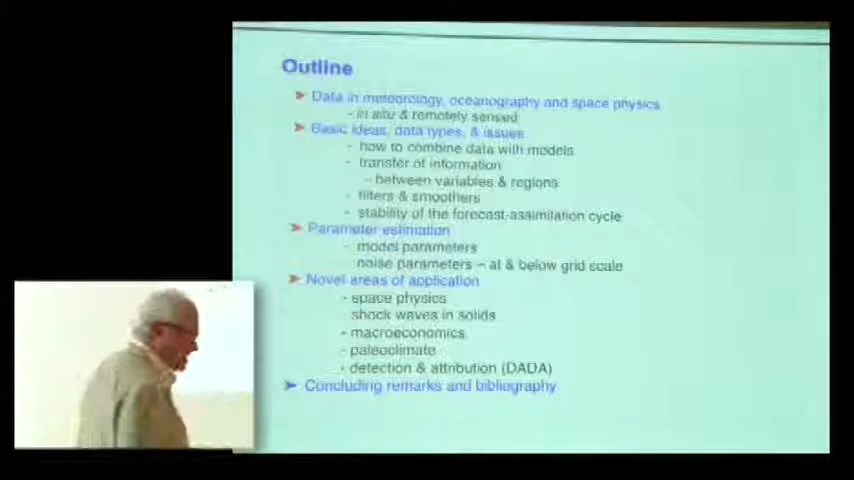 Outline
➤ Data in meteorology, oceanography and space physics
- in situ & remotely sensed
➤ Basic ideas, data types, & issues
- how to combine data with models
- transfer of information
– between variables & regions
- filters & smoothers
- stability of the forecast-assimilation cycle
➤ Parameter estimation
- model parameters
- noise parameters – at & below grid scale
➤ Novel areas of application
- space physics
- shock waves in solids
- macroeconomics
- paleoclimate
- detection & attribution (DADA)
➤ Concluding remarks and bibliography